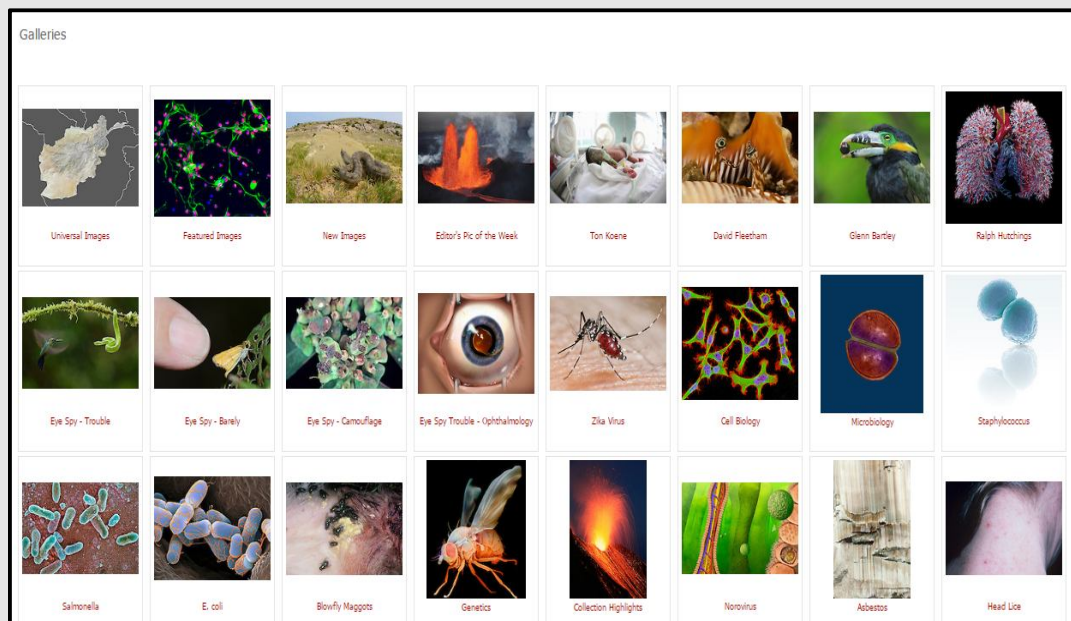 Galleries
Universal Images
Featured Images
New Images
Editor's Pic of the Week
Ton Koene
David Fleetham
Glenn Bartley
Ralph Hutchings
Eye Spy - Trouble
Eye Spy - Barely
Eye Spy - Camouflage
Eye Spy Trouble - Ophthalmology
Zika Virus
Cell Biology
Microbiology
Staphylococcus
Salmonella
E. coli
Blowfly Maggots
Genetics
Collection Highlights
Norovirus
Asbestos
Head Lice